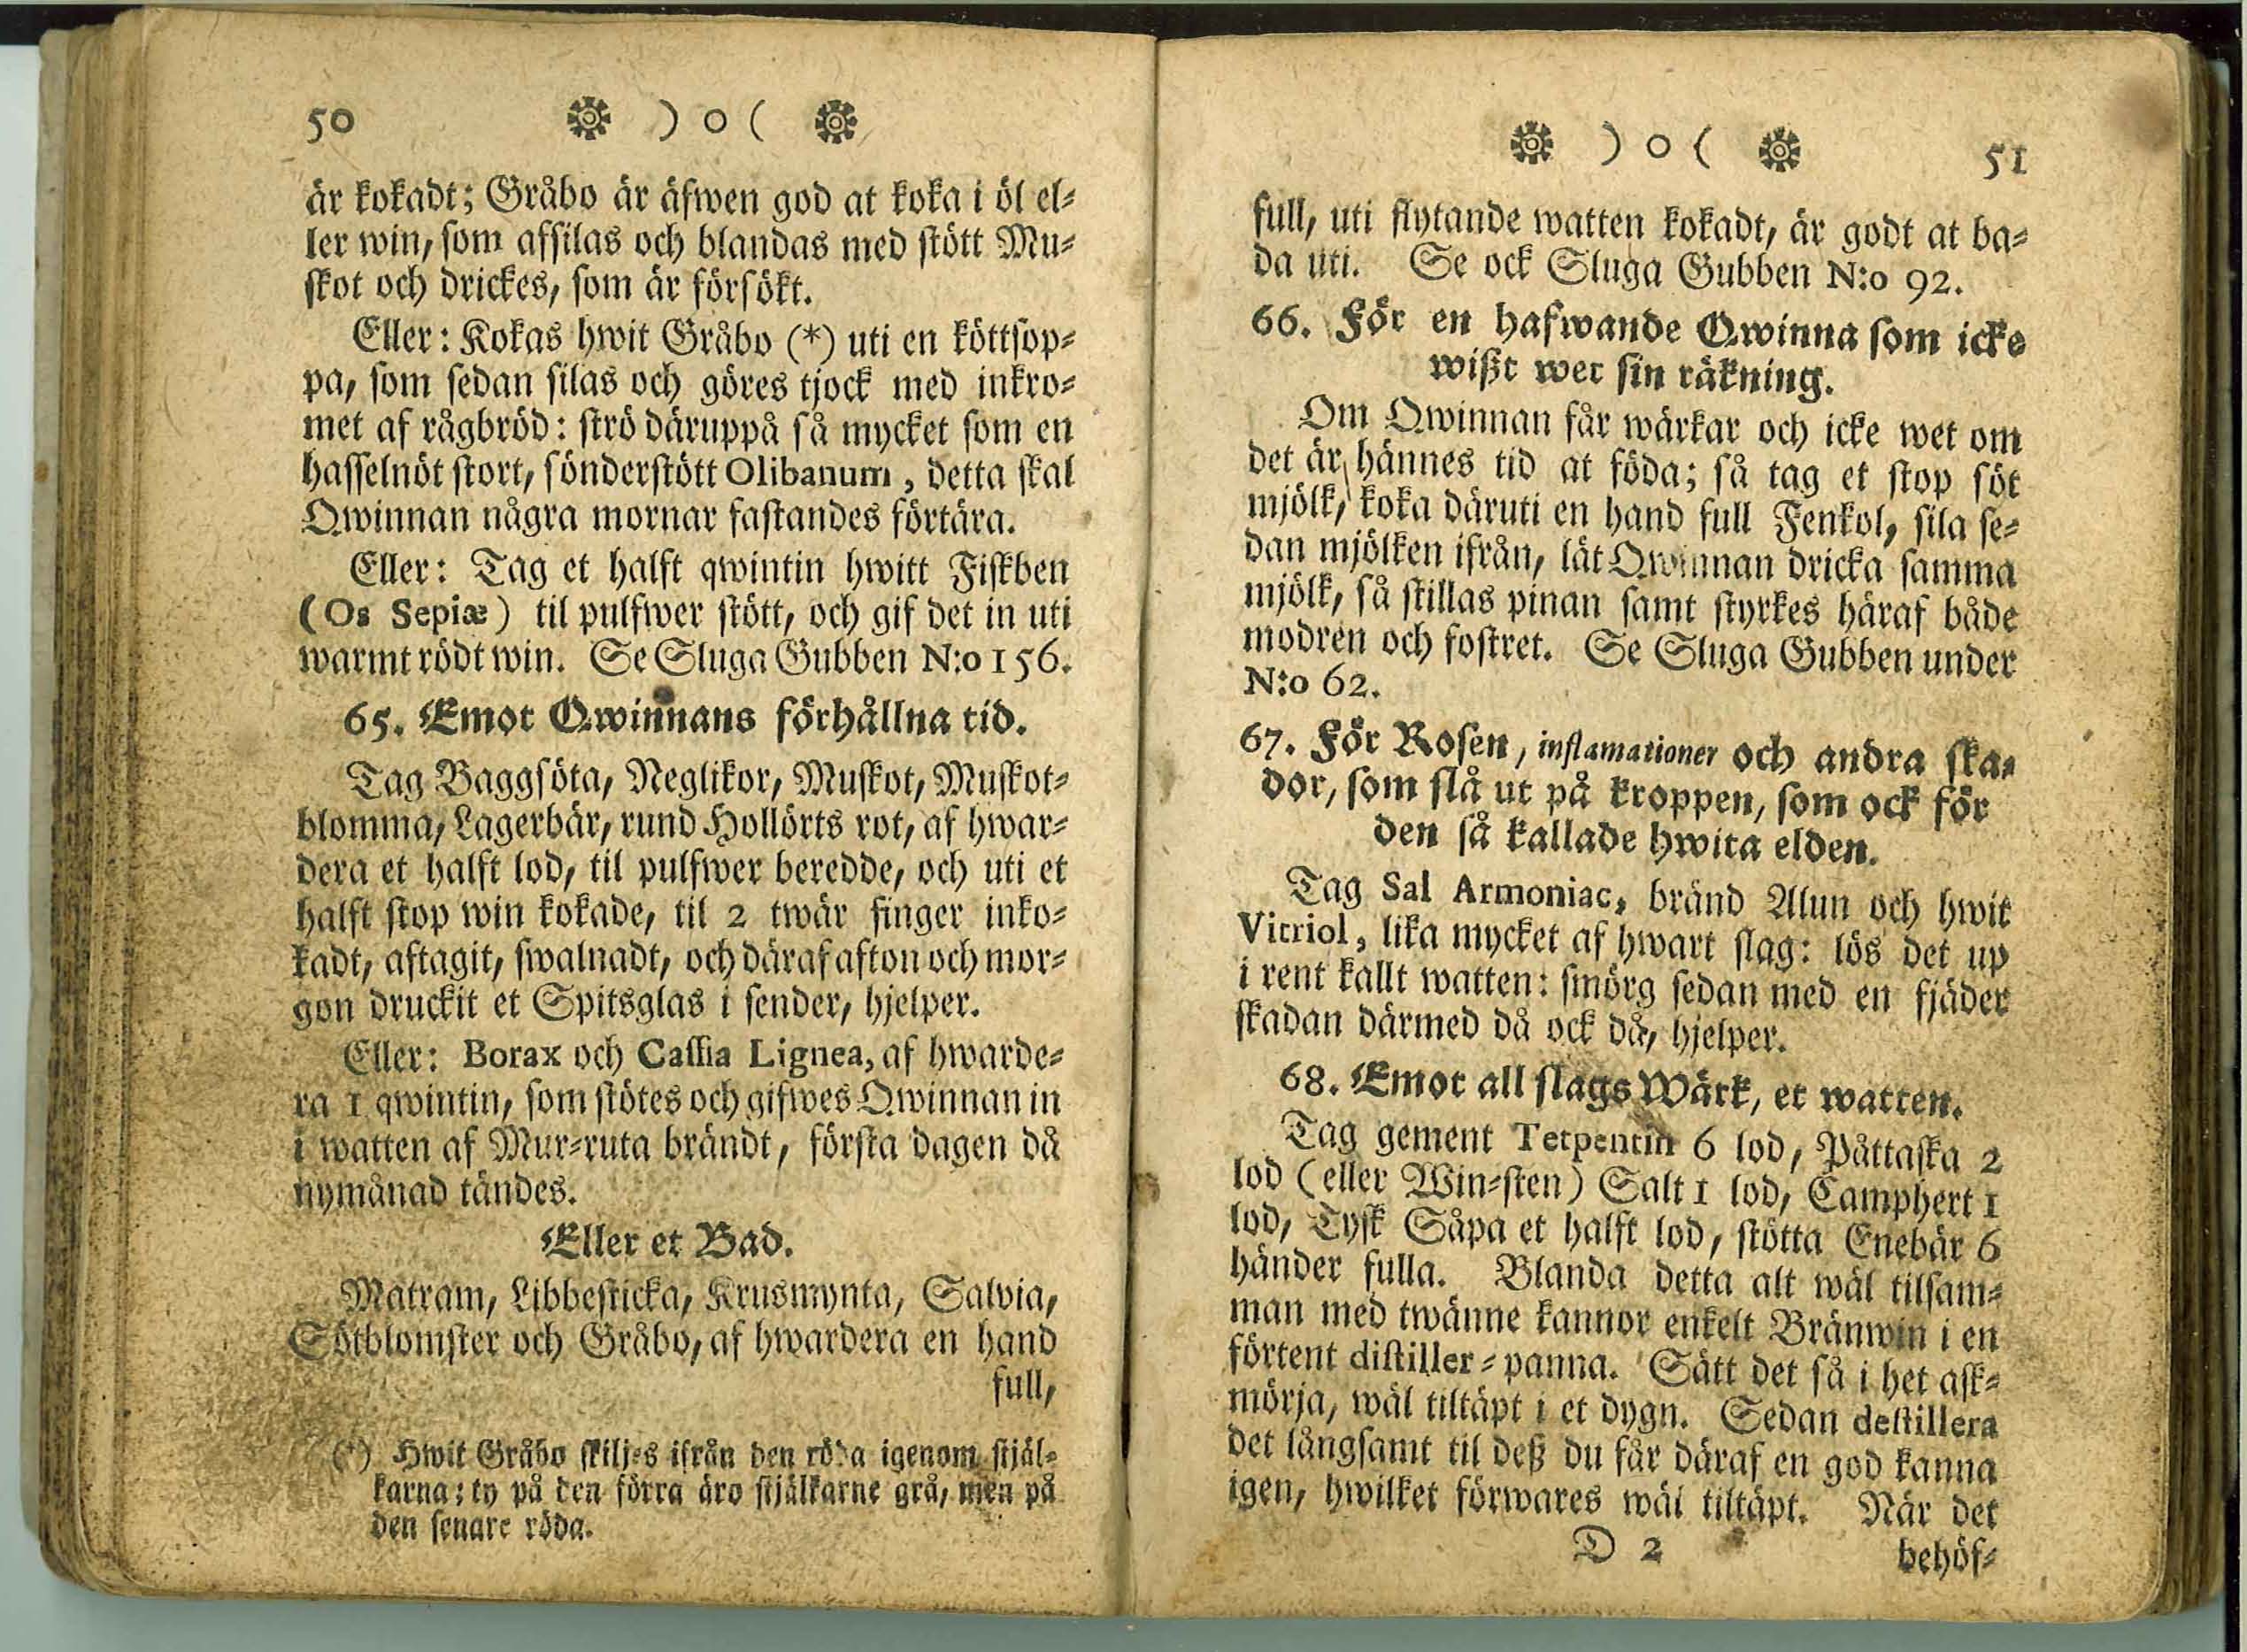 50 ) o (
är kokadt; Gråbo är äfwen god at koka i öl el-
ler win, som afsilas och blandas med stött Mu-
skot och drickes, som är försökt.
Eller: Kokas hwit Gråbo (*) uti en köttsop-
pa, som sedan silas och göres tjock med inkro-
met af rågbröd: strö däruppå så mycket som en
hasselnöt stort, sönderstött Olibanum, detta skal
Qwinnan några mornar fastandes förtära.
Eller: Tag et halft qwintin hwitt Fiskben
(Os Sepiæ) til pulfwer stött, och gif det in uti
warmt rödt win. Se Sluga Gubben N:o 156.
65. Emot Qwinnans förhållna tid.
Tag Baggsöta, Neglikor, Muskot, Muskot-
blomma, Lagerbär, rund Hollörts rot, af hwar-
dera et halft lod, til pulfwer beredde, och uti et
halft stop win kokade, til 2 twär finger inko-
kadt, aftagit, swalnadt, och däraf afton och mor-
gon druckit et Spitsglas i sender, hjelper.
Eller: Borax och Cassia Lignea, af hwarde-
ra 1 qwintin, som stötes och gifwes Qwinnan in
i watten af Mur-ruta brändt, första dagen då
nymånad tändes.
Eller et Bad.
Matram, Libbesticka, Krusmynta, Salvia,
Sötblomster och Gråbo, af hwardera en hand
full,
(*) Hwit Gråbo skiljes ifrån den röda igenom stjäl-
karna; ty på den förra äro stjälkarne grå, men på
den senare röda.
) o ( 51
full, uti flytande watten kokadt, är godt at ba-
da uti. Se ock Sluga Gubben N:o 92.
66. För en hafwande Qwinna som icke
wißt wet sin räkning.
Om Qwinnan får wärkar och icke wet om
det är hännes tid at föda; så tag et stop söt
mjölk, koka däruti en hand full Fenkol, sila se-
dan mjölken ifrån, låt Qwinnan dricka samma
mjölk, så stillas pinan samt styrkes häraf både
modren och fostret. Se Sluga Gubben under
N:o 62.
67. För Rosen, inflamationer och andra ska-
dor, som slå ut på kroppen, som ock för
den så kallade hwita elden.
Tag Sal Armoniac, bränd Alun och hwit
Vitriol, lika mycket af hwart slag: lös det up
i rent kallt watten: smörg sedan med en fjäder
skadan därmed då ock då, hjelper.
68. Emot all slags Wärk, et watten.
Tag gement Terpentin 6 lod, Påttaska 2
lod (eller Win-sten) Salt 1 lod, Camphert 1
lod, Tysk Såpa et halft lod, stötta Enebär 6
händer fulla. Blanda detta alt wäl tilsam-
man med twänne kannor enkelt Bränwin i en
förtent distiller-panna. Sätt det så i het ask-
mörja, wäl tiltäpt i et dygn. Sedan destillera
det långsamt til deß du får däraf en god kanna
igen, hwilket förwares wäl tiltäpt. När det
D 2 behöf-